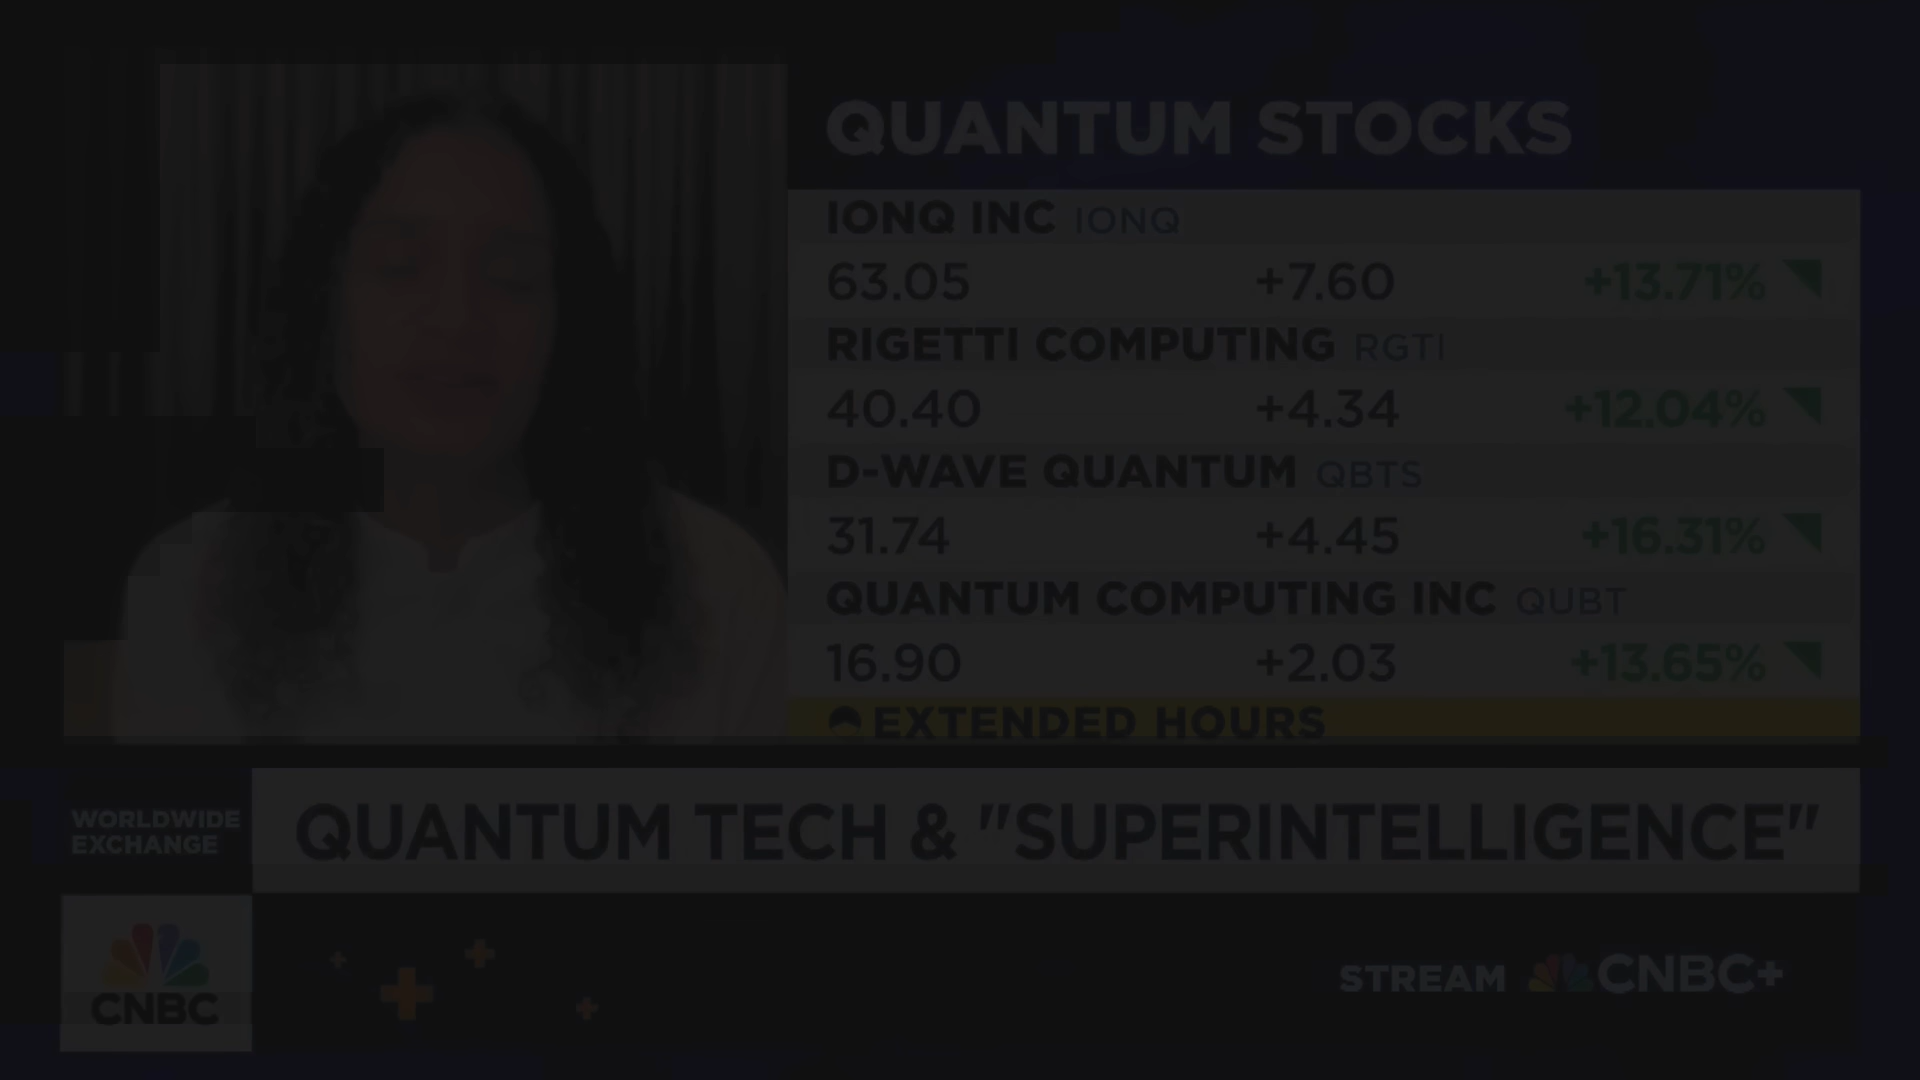 QUANTUM STOCKS
IONQ INC IONQ
63.05 +7.60 +13.71%
RIGETTI COMPUTING RGTI
40.40 +4.34 +12.04%
D-WAVE QUANTUM QBTS
31.74 +4.45 +16.31%
QUANTUM COMPUTING INC QUBT
16.90 +2.03 +13.65%
EXTENDED HOURS
WORLDWIDE
EXCHANGE
QUANTUM TECH & "SUPERINTELLIGENCE"
CNBC
STREAM CNBC+